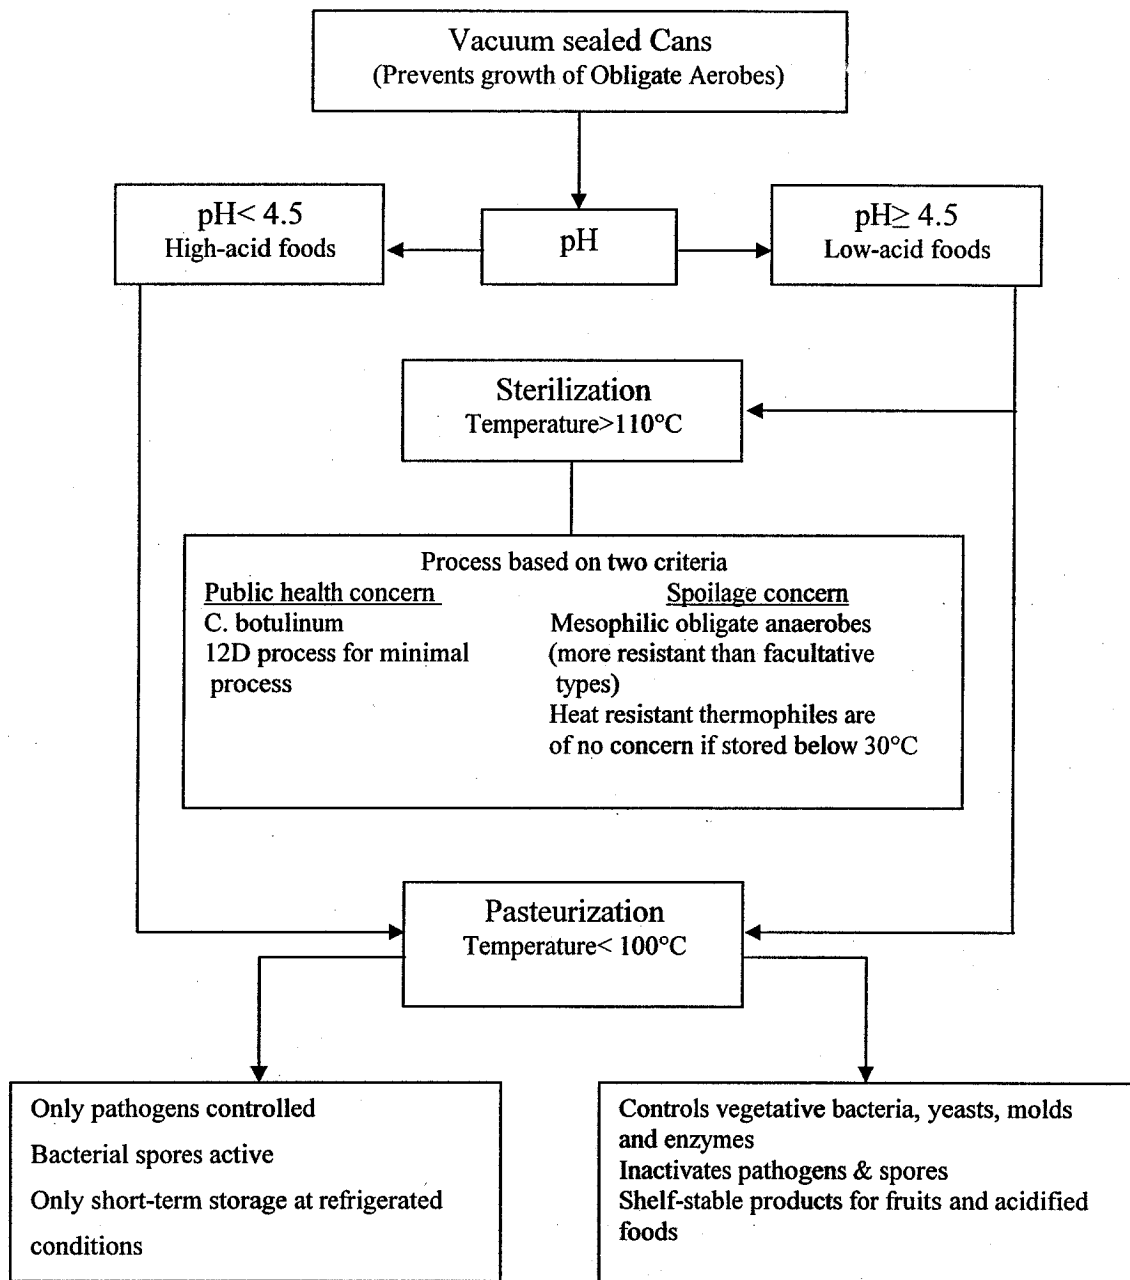 Vacuum sealed Cans
(Prevents growth of Obligate Aerobes)
pH< 4.5
High-acid foods
pH
pH≥ 4.5
Low-acid foods
Sterilization
Temperature>110°C
Process based on two criteria
Public health concern
C. botulinum
12D process for minimal
process
Spoilage concern
Mesophilic obligate anaerobes
(more resistant than facultative
types)
Heat resistant thermophiles are
of no concern if stored below 30°C
Pasteurization
Temperature< 100°C
Only pathogens controlled
Bacterial spores active
Only short-term storage at refrigerated
conditions
Controls vegetative bacteria, yeasts, molds
and enzymes
Inactivates pathogens & spores
Shelf-stable products for fruits and acidified
foods